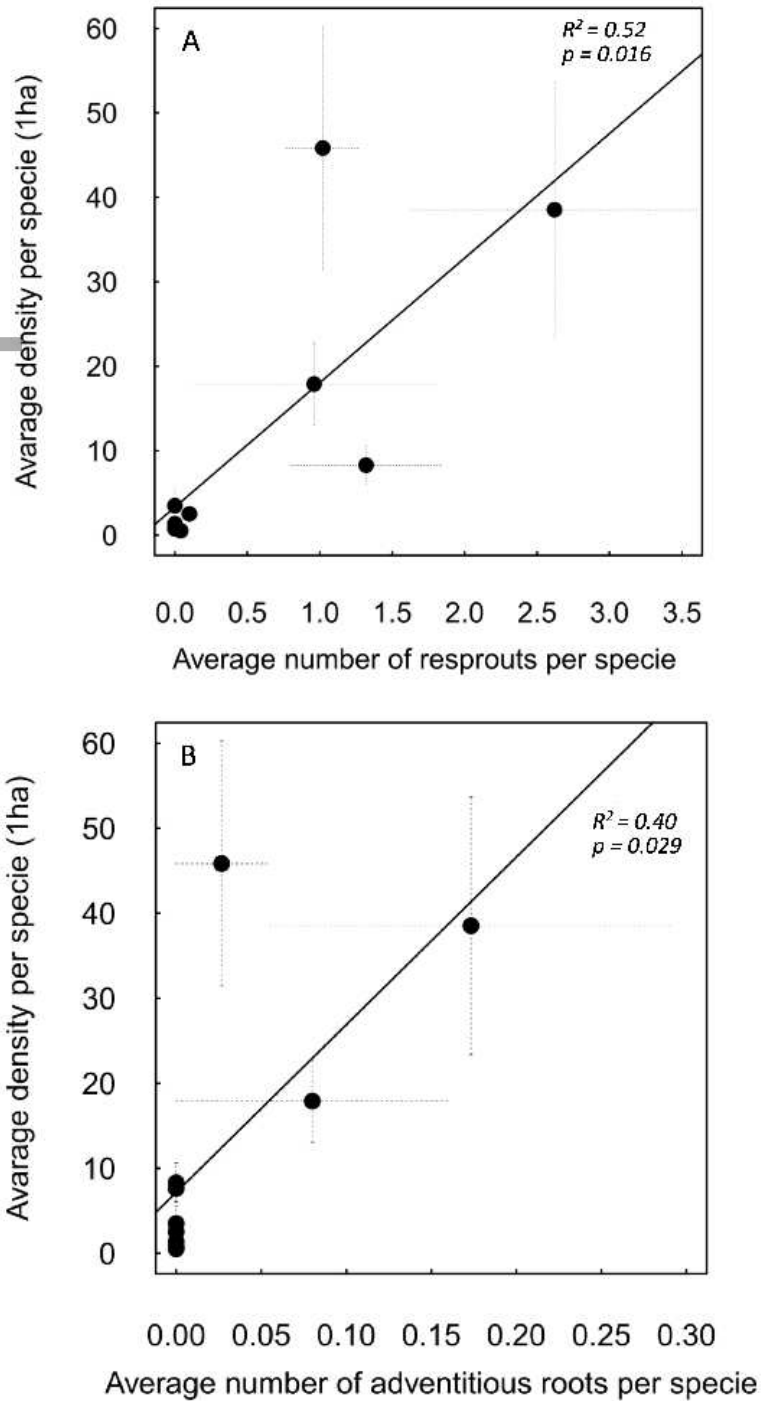 A
R² = 0.52
p = 0.016
60
50
40
30
20
10
0
Avarage density per specie (1ha)
0.0 0.5 1.0 1.5 2.0 2.5 3.0 3.5
Average number of resprouts per specie
B
R² = 0.40
p = 0.029
60
50
40
30
20
10
0
Avarage density per specie (1ha)
0.00 0.05 0.10 0.15 0.20 0.25 0.30
Average number of adventitious roots per specie